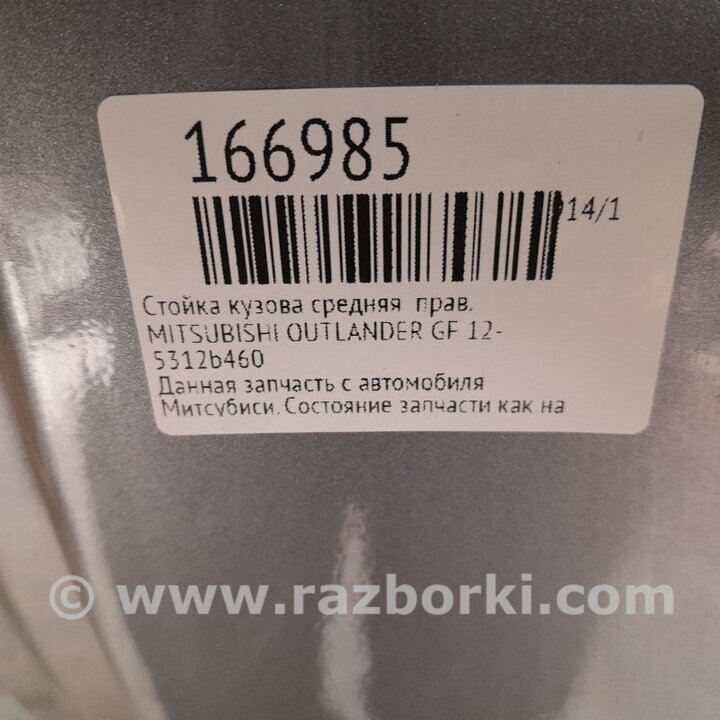 166985
14/1
Стойка кузова средняя прав.
MITSUBISHI OUTLANDER GF 12-
5312b460
Данная запчасть с автомобиля
Митсубиси. Состояние запчасти как на
© www.razborki.com